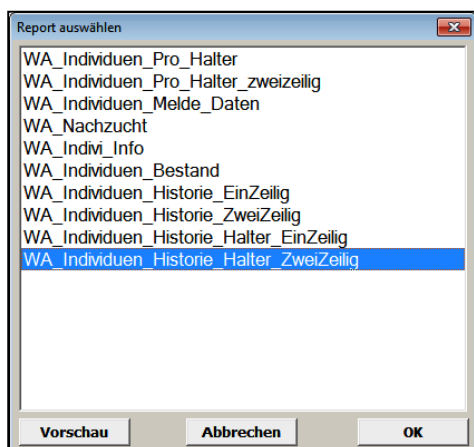 Report auswählen
WA_Individuen_Pro_Halter
WA_Individuen_Pro_Halter_zweizeilig
WA_Individuen_Melde_Daten
WA_Nachzucht
WA_Indivi_Info
WA_Individuen_Bestand
WA_Individuen_Historie_EinZeilig
WA_Individuen_Historie_ZweiZeilig
WA_Individuen_Historie_Halter_EinZeilig
WA_Individuen_Historie_Halter_ZweiZeilig
Vorschau Abbrechen OK